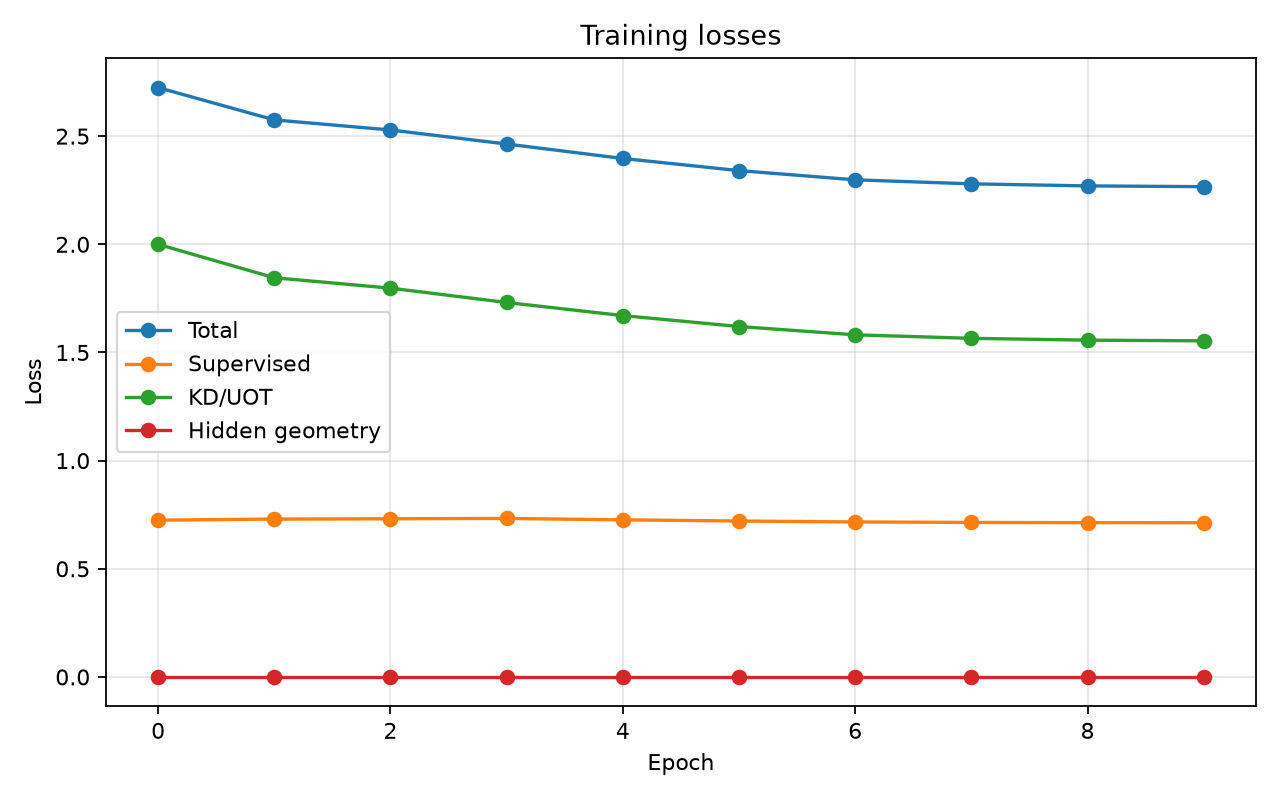 Training losses
2.5
2.0
1.5
1.0
0.5
0.0
Loss
Total
Supervised
KD/UOT
Hidden geometry
0 2 4 6 8
Epoch